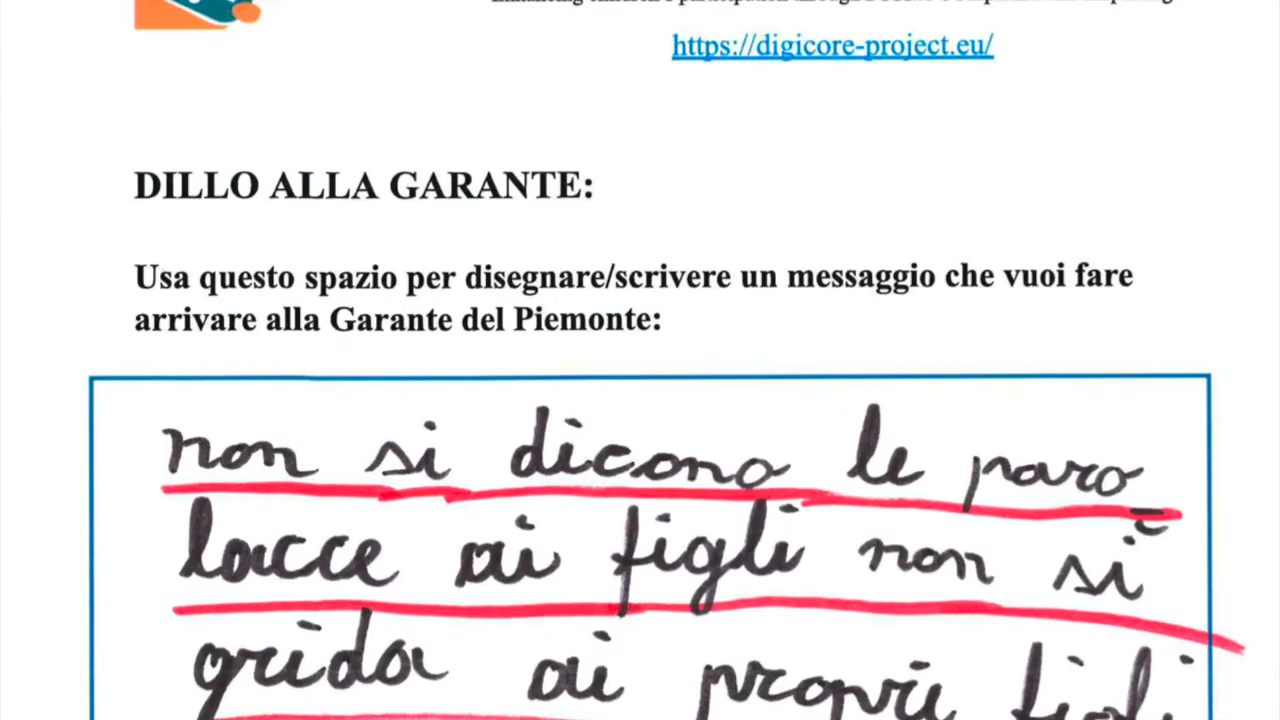 https://digicore-project.eu/
DILLO ALLA GARANTE:
Usa questo spazio per disegnare/scrivere un messaggio che vuoi fare
arrivare alla Garante del Piemonte:
non si dicono le paro
lacce ai figli non si
grida ai propri figli